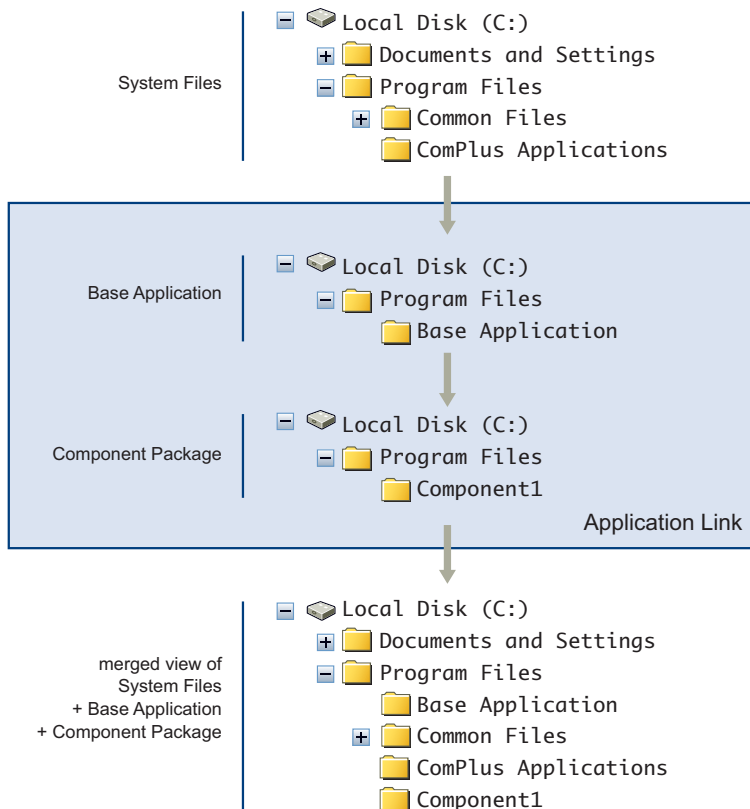 Local Disk (C:)
Documents and Settings
System Files
Program Files
Common Files
ComPlus Applications
Local Disk (C:)
Base Application
Program Files
Base Application
Local Disk (C:)
Component Package
Program Files
Component1
Application Link
Local Disk (C:)
Documents and Settings
merged view of
System Files
+ Base Application
+ Component Package
Program Files
Base Application
Common Files
ComPlus Applications
Component1